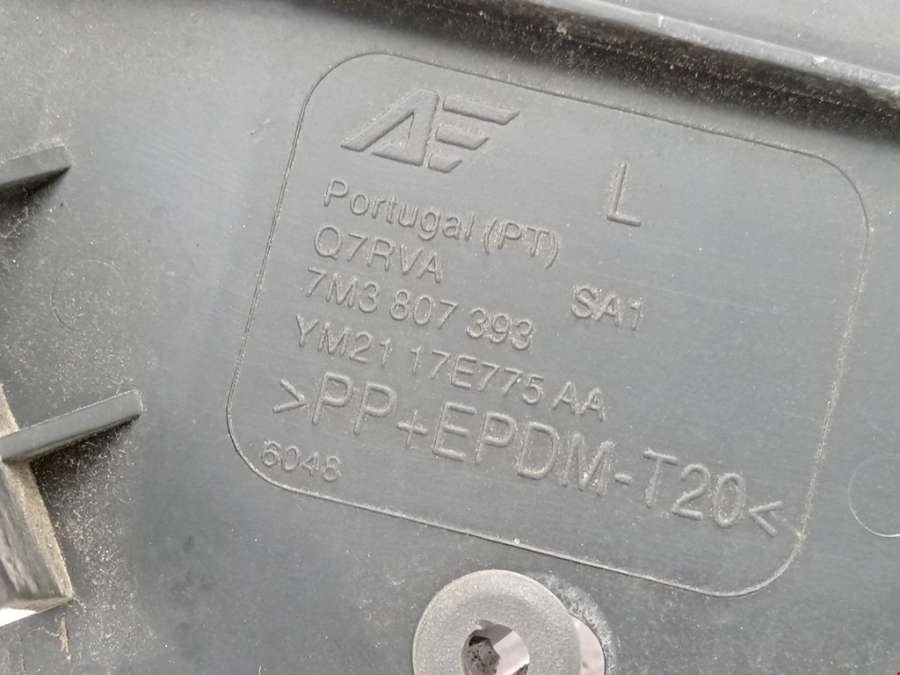 AE
L
Portugal (PT)
Q7RVA
SA1
7M3 807 393
YM21 17E775 AA
>PP+EPDM-T20<
6048